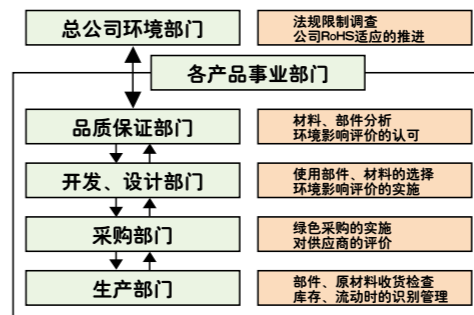 总公司环境部门
法规限制调查
公司RoHS适应的推进
各产品事业部门
品质保证部门
材料、部件分析
环境影响评价的认可
开发、设计部门
使用部件、材料的选择
环境影响评价的实施
采购部门
绿色采购的实施
对供应商的评价
生产部门
部件、原材料收货检查
库存、流动时的识别管理